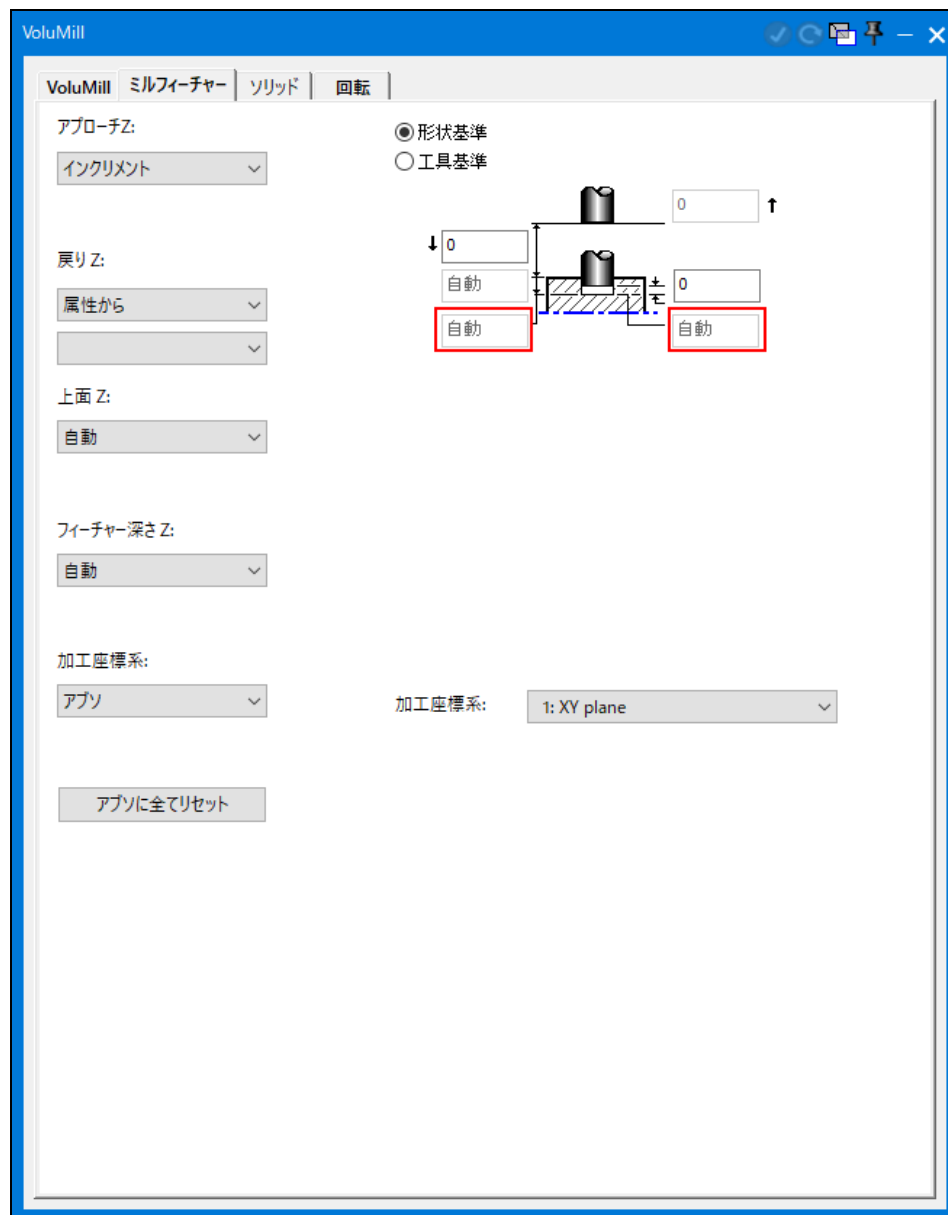 VoluMill
VoluMill ミルフィーチャー ソリッド 回転
アプローチZ:
インクリメント
形状基準
工具基準
0
0
自動
0
自動
自動
戻り Z:
属性から
上面 Z:
自動
フィーチャー深さ Z:
自動
加工座標系:
アブソ
加工座標系:
1: XY plane
アブソに全てリセット